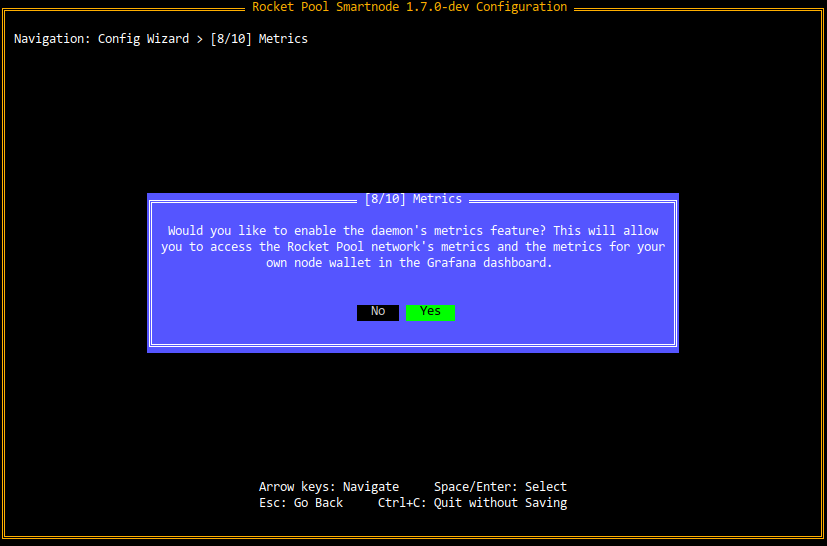 Rocket Pool Smartnode 1.7.0-dev Configuration
Navigation: Config Wizard > [8/10] Metrics
[8/10] Metrics
Would you like to enable the daemon's metrics feature? This will allow
you to access the Rocket Pool network's metrics and the metrics for your
own node wallet in the Grafana dashboard.
No Yes
Arrow keys: Navigate Space/Enter: Select
Esc: Go Back Ctrl+C: Quit without Saving